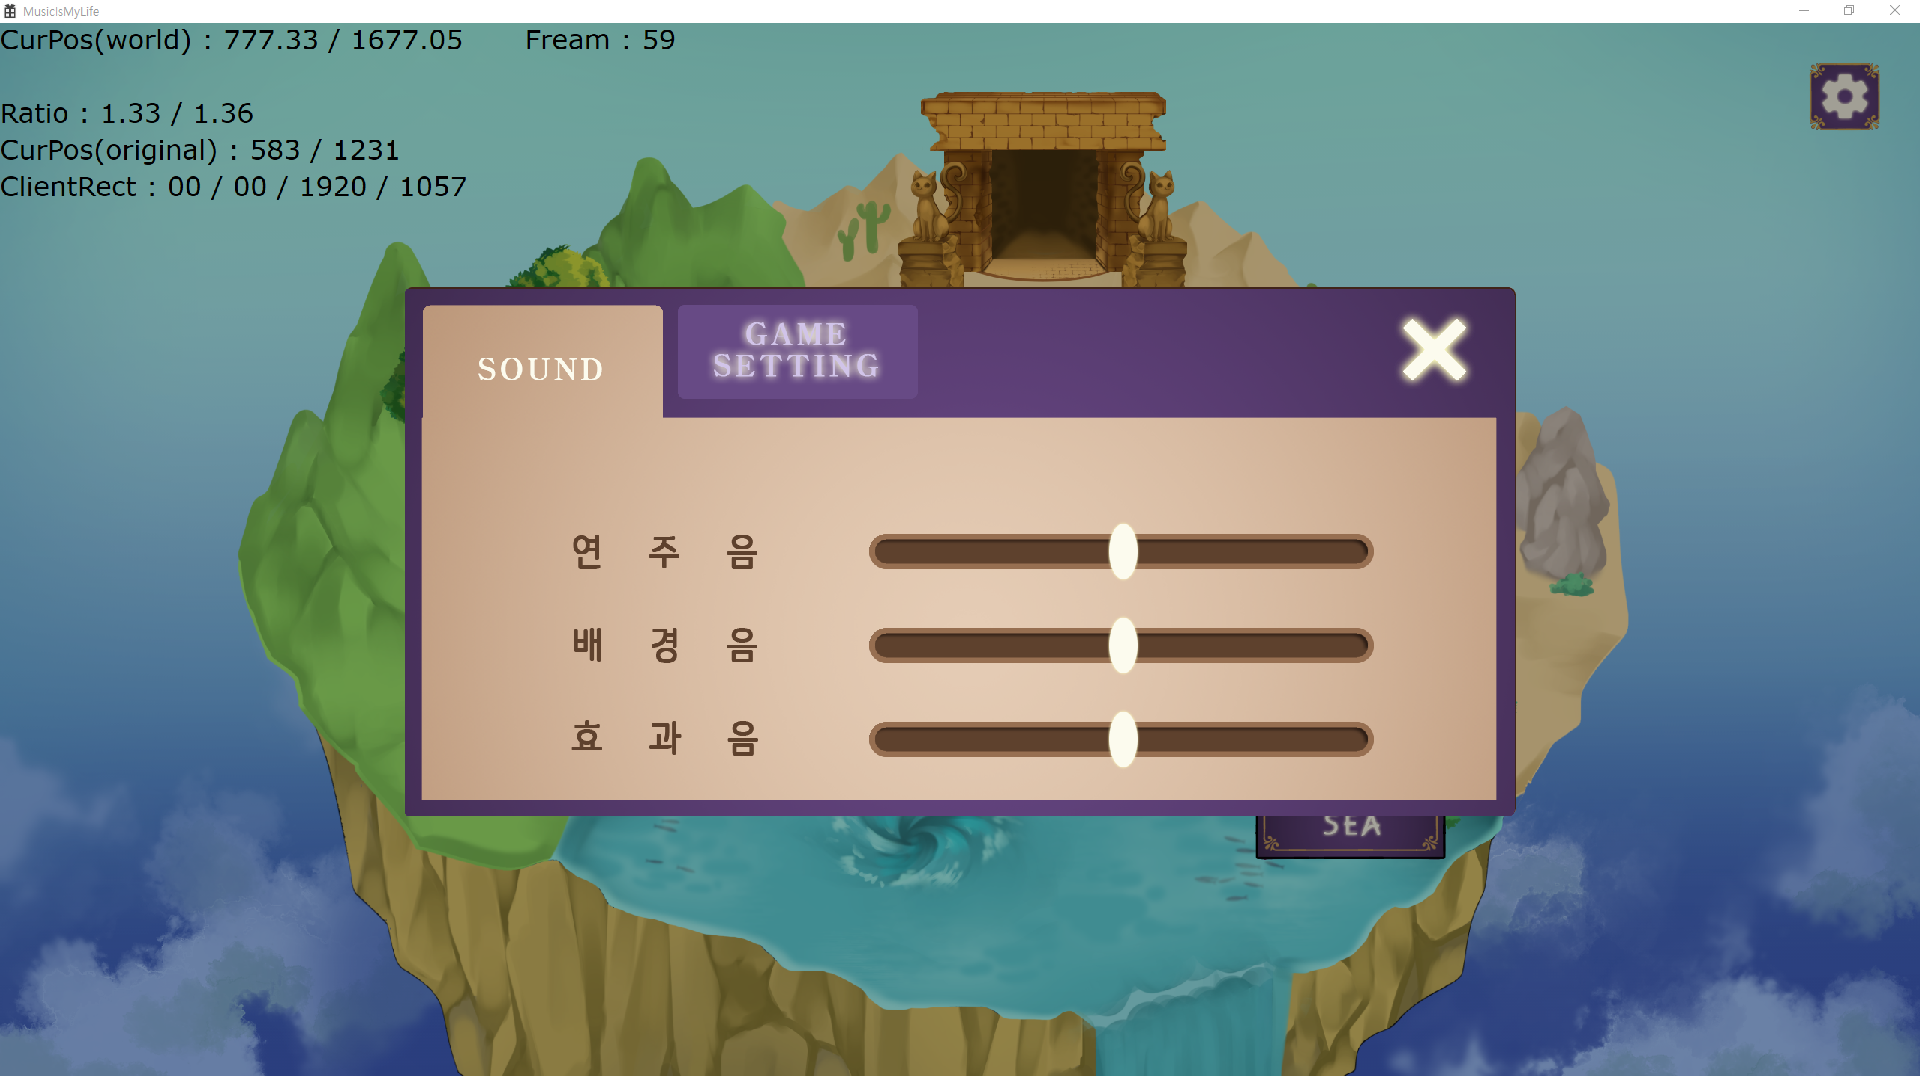 MusicIsMyLife
CurPos(world) : 777.33 / 1677.05 Fream : 59
Ratio : 1.33 / 1.36
CurPos(original) : 583 / 1231
ClientRect : 00 / 00 / 1920 / 1057
SOUND
GAME
SETTING
연 주 음
배 경 음
효 과 음
SEA